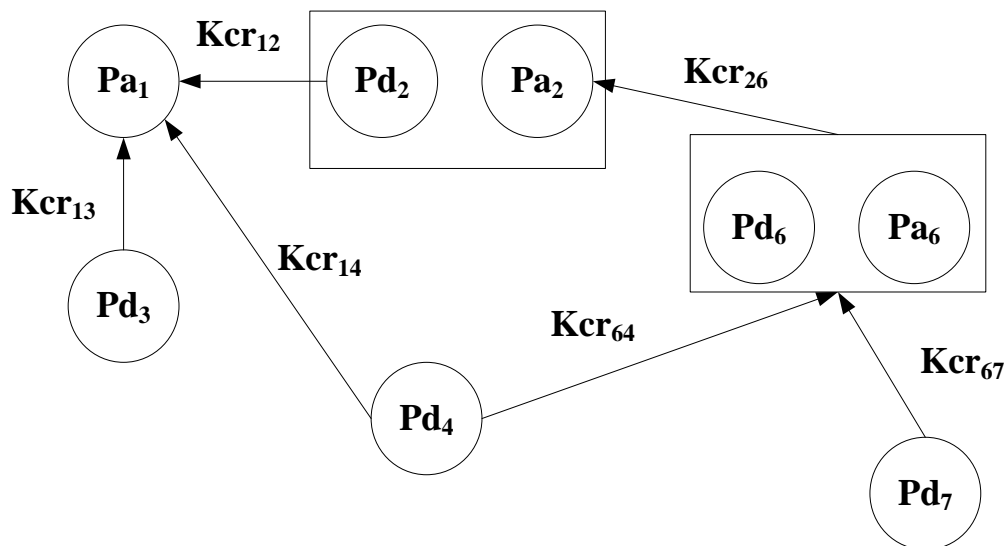 Kcr₁₂
Pa₁
Pd₂
Pa₂
Kcr₂₆
Kcr₁₃
Pd₆
Pa₆
Kcr₁₄
Pd₃
Kcr₆₄
Kcr₆₇
Pd₄
Pd₇